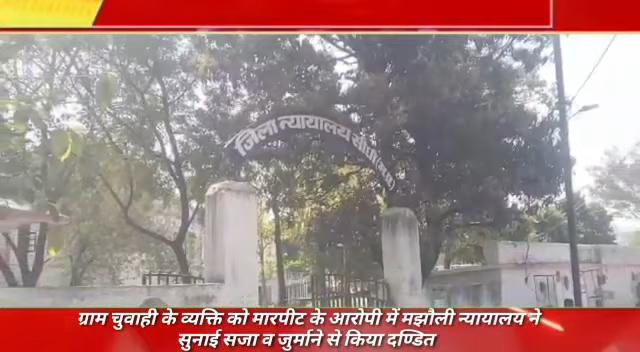 जिला न्यायालय सीधी (म.प्र.)
ग्राम चुवाही के व्यक्ति को मारपीट के आरोपी में मझौली न्यायालय ने
सुनाई सजा व जुर्माने से किया दण्डित